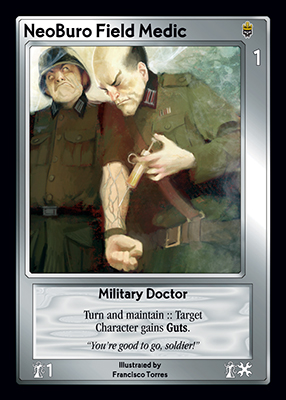 NeoBuro Field Medic
1
Military Doctor
Turn and maintain :: Target
Character gains Guts.
"You're good to go, soldier!"
1
Illustrated by
Francisco Torres